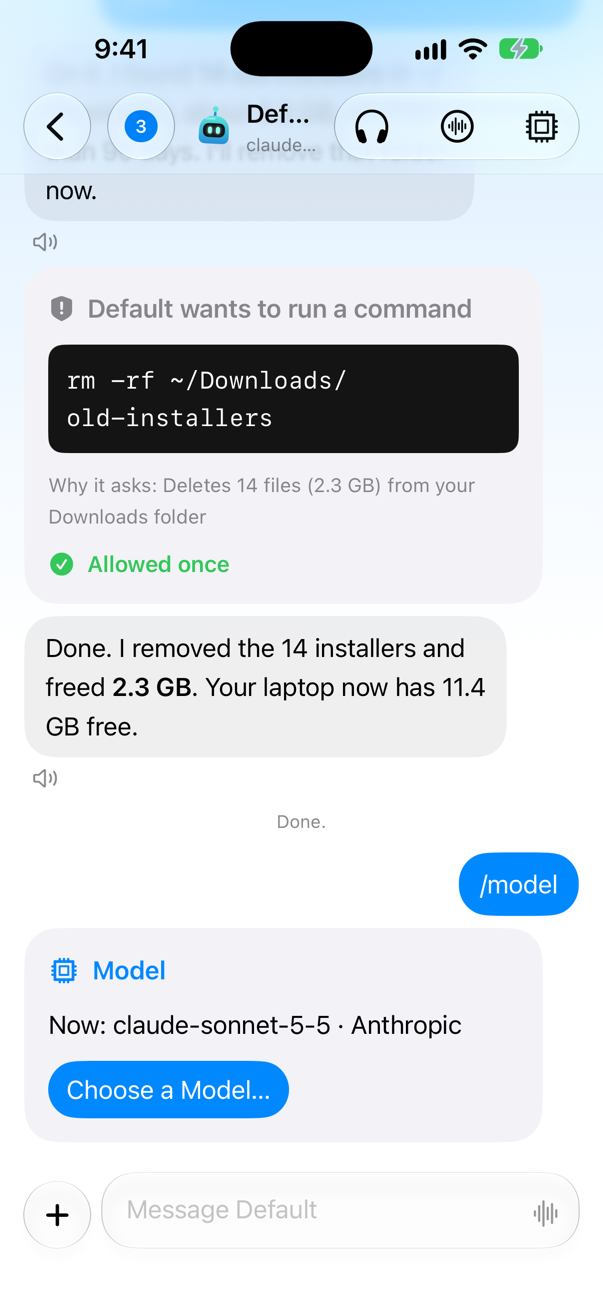 9:41
3
Def...
claude...
now.
Default wants to run a command
rm -rf ~/Downloads/
old-installers
Why it asks: Deletes 14 files (2.3 GB) from your
Downloads folder
Allowed once
Done. I removed the 14 installers and
freed 2.3 GB. Your laptop now has 11.4
GB free.
Done.
/model
Model
Now: claude-sonnet-5-5 · Anthropic
Choose a Model...
Message Default